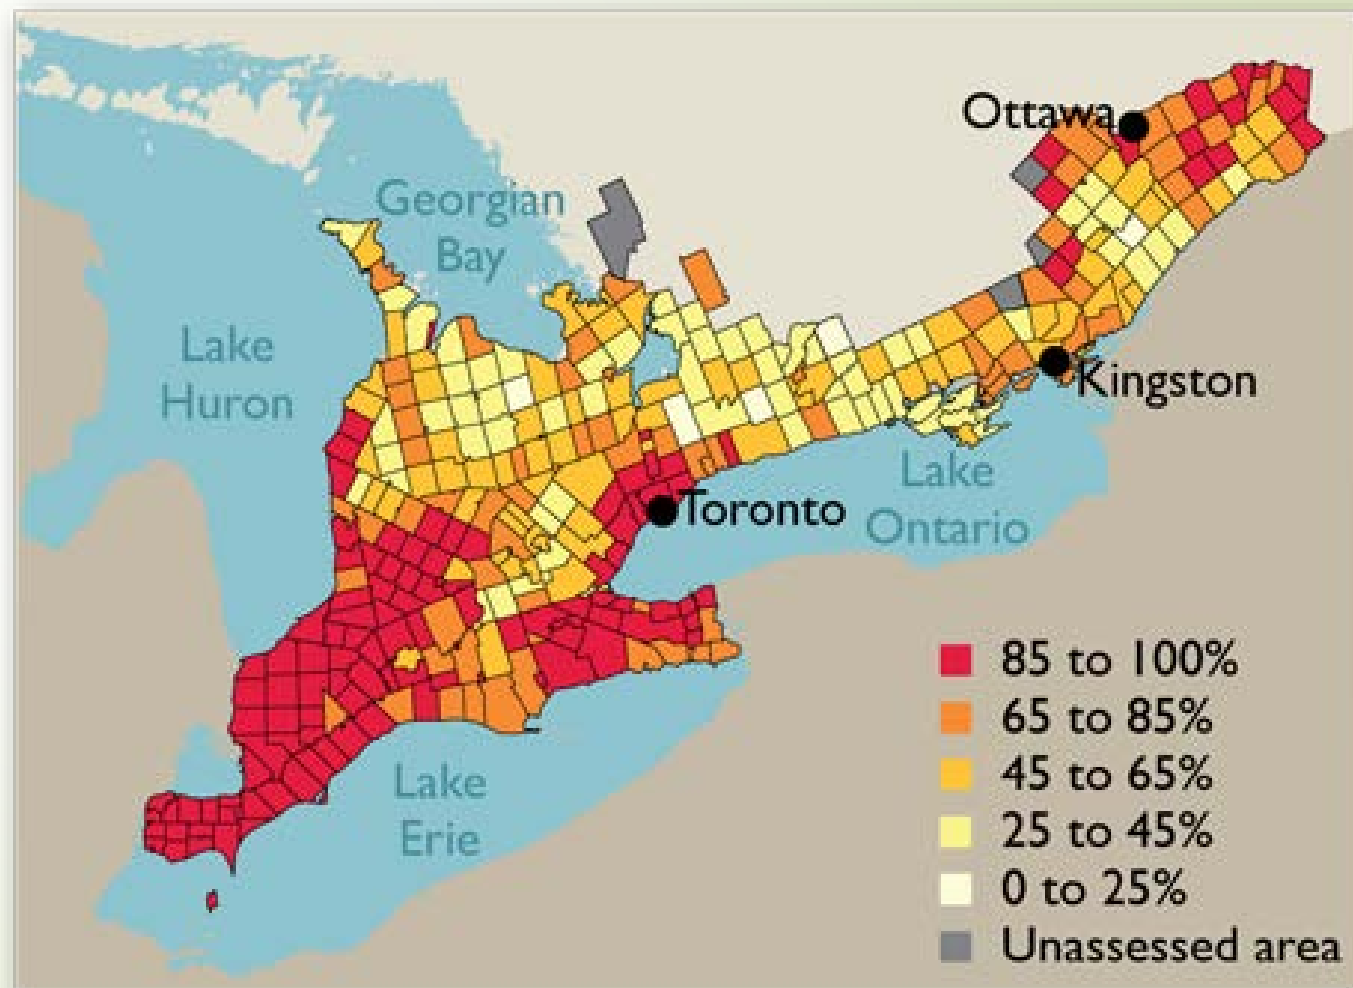 Ottawa
Georgian
Bay
Lake
Huron
Kingston
Lake
Ontario
Toronto
Lake
Erie
85 to 100%
65 to 85%
45 to 65%
25 to 45%
0 to 25%
Unassessed area